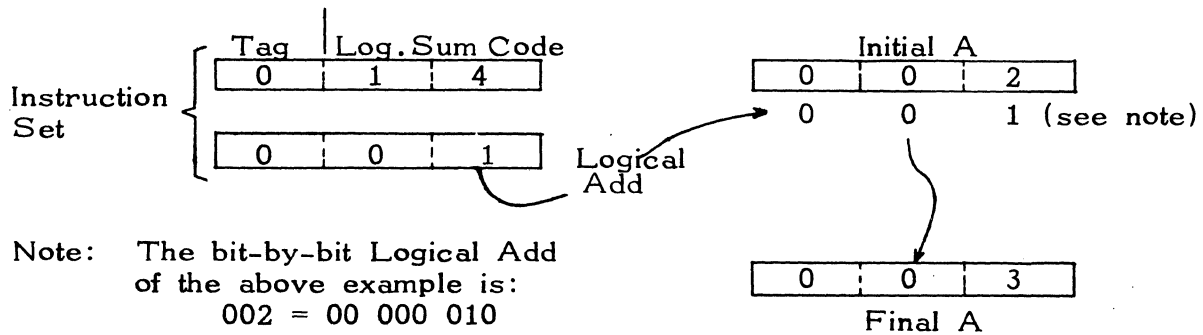 Tag Log. Sum Code
0 1 4
Instruction
Set
0 0 1
Logical
Add
Initial A
0 0 2
0 0 1 (see note)
0 0 3
Final A
Note: The bit-by-bit Logical Add
of the above example is:
002 = 00 000 010